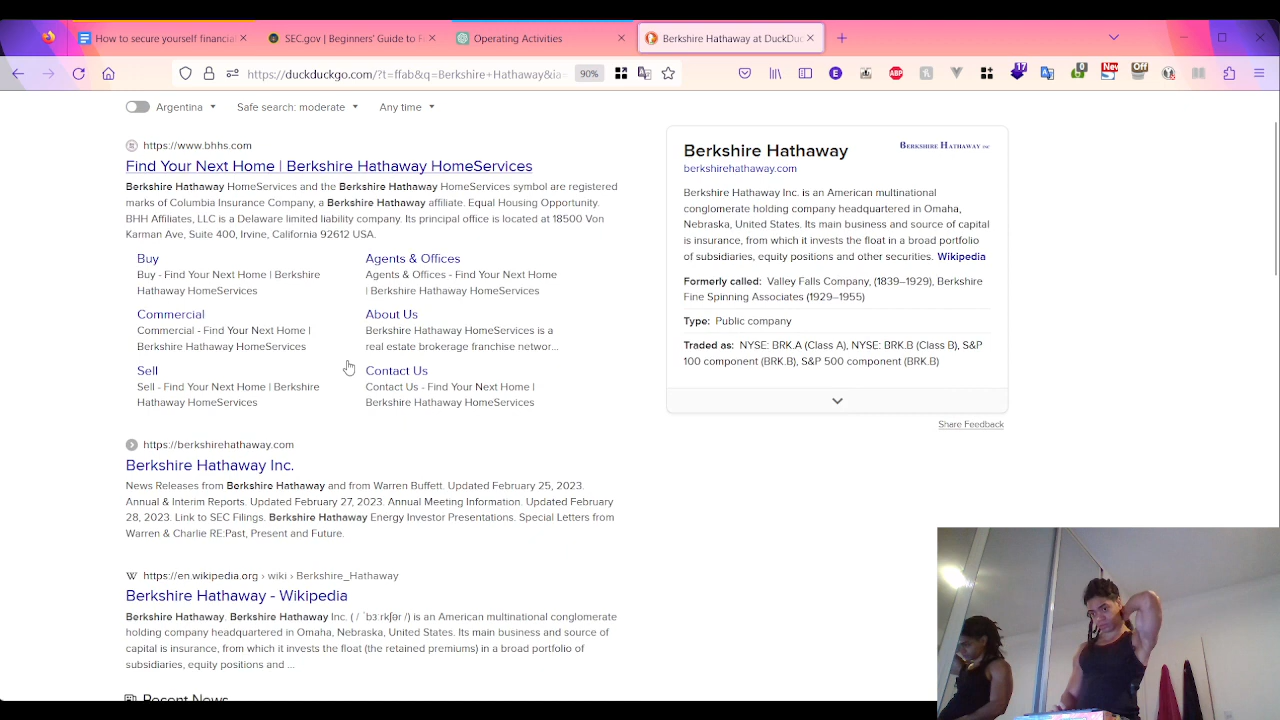 How to secure yourself financial
SEC.gov | Beginners' Guide to F
Operating Activities
Berkshire Hathaway at DuckDuc
https://duckduckgo.com/?t=ffab&q=Berkshire+Hathaway&ia=
90%
E
ABP
17
0
New
Off
Argentina
Safe search: moderate
Any time
https://www.bhhs.com
Find Your Next Home | Berkshire Hathaway HomeServices
Berkshire Hathaway HomeServices and the Berkshire Hathaway HomeServices symbol are registered
marks of Columbia Insurance Company, a Berkshire Hathaway affiliate. Equal Housing Opportunity.
BHH Affiliates, LLC is a Delaware limited liability company. Its principal office is located at 18500 Von
Karman Ave, Suite 400, Irvine, California 92612 USA.
Buy
Buy - Find Your Next Home | Berkshire
Hathaway HomeServices
Agents & Offices
Agents & Offices - Find Your Next Home
| Berkshire Hathaway HomeServices
Commercial
Commercial - Find Your Next Home |
Berkshire Hathaway HomeServices
About Us
Berkshire Hathaway HomeServices is a
real estate brokerage franchise networ...
Sell
Sell - Find Your Next Home | Berkshire
Hathaway HomeServices
Contact Us
Contact Us - Find Your Next Home |
Berkshire Hathaway HomeServices
https://berkshirehathaway.com
Berkshire Hathaway Inc.
News Releases from Berkshire Hathaway and from Warren Buffett. Updated February 25, 2023.
Annual & Interim Reports. Updated February 27, 2023. Annual Meeting Information. Updated February
28, 2023. Link to SEC Filings. Berkshire Hathaway Energy Investor Presentations. Special Letters from
Warren & Charlie RE:Past, Present and Future.
W https://en.wikipedia.org › wiki › Berkshire_Hathaway
Berkshire Hathaway - Wikipedia
Berkshire Hathaway. Berkshire Hathaway Inc. ( / ˈbɜːrkʃər /) is an American multinational conglomerate
holding company headquartered in Omaha, Nebraska, United States. Its main business and source of
capital is insurance, from which it invests the float (the retained premiums) in a broad portfolio of
subsidiaries, equity positions and ...
Recent News
Berkshire Hathaway
BERKSHIRE HATHAWAY INC
berkshirehathaway.com
Berkshire Hathaway Inc. is an American multinational
conglomerate holding company headquartered in Omaha,
Nebraska, United States. Its main business and source of capital
is insurance, from which it invests the float in a broad portfolio
of subsidiaries, equity positions and other securities. Wikipedia
Formerly called: Valley Falls Company, (1839–1929), Berkshire
Fine Spinning Associates (1929–1955)
Type: Public company
Traded as: NYSE: BRK.A (Class A), NYSE: BRK.B (Class B), S&P
100 component (BRK.B), S&P 500 component (BRK.B)
Share Feedback